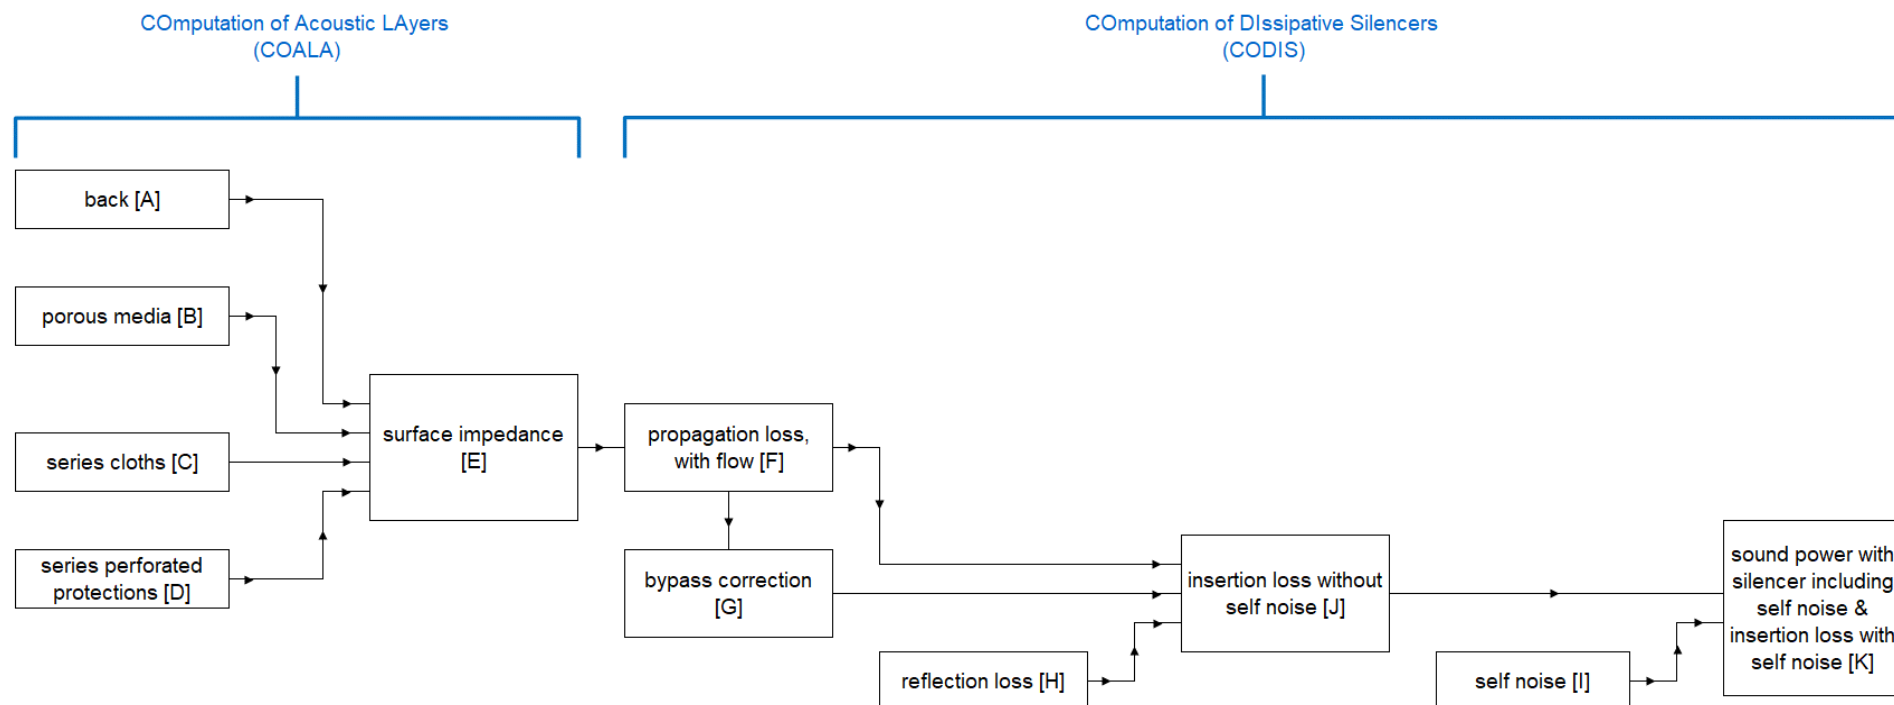 COmputation of Acoustic LAyers
(COALA)
COmputation of DIssipative Silencers
(CODIS)
back [A]
porous media [B]
series cloths [C]
series perforated
protections [D]
surface impedance
[E]
propagation loss,
with flow [F]
bypass correction
[G]
reflection loss [H]
insertion loss without
self noise [J]
self noise [I]
sound power with
silencer including
self noise &
insertion loss with
self noise [K]